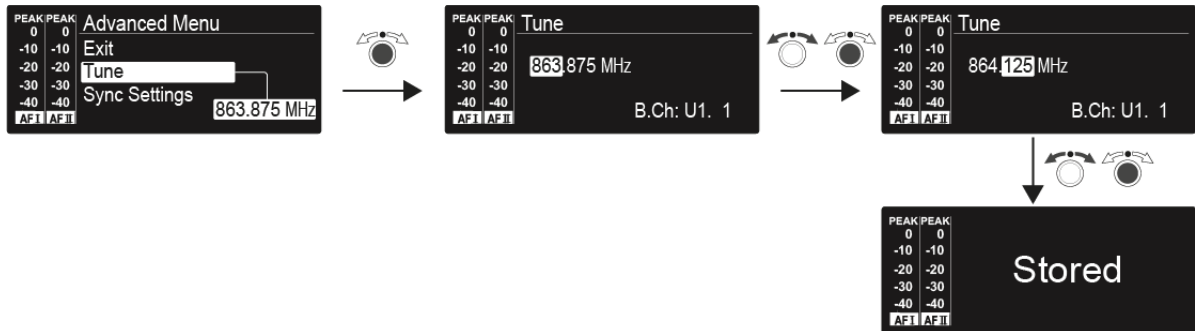 PEAK PEAK Advanced Menu
0 0
-10 -10 Exit
-20 -20 Tune
-30 -30 Sync Settings
-40 -40 863.875 MHz
AF I AF II
PEAK PEAK Tune
0 0
-10 -10
-20 -20 863.875 MHz
-30 -30
-40 -40 B.Ch: U1. 1
AF I AF II
PEAK PEAK Tune
0 0
-10 -10
-20 -20 864.125 MHz
-30 -30
-40 -40 B.Ch: U1. 1
AF I AF II
PEAK PEAK
0 0
-10 -10
-20 -20 Stored
-30 -30
-40 -40
AF I AF II